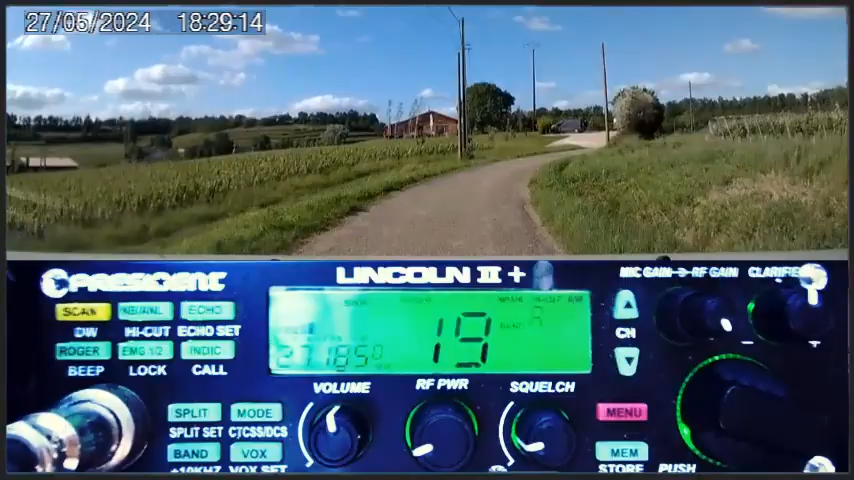 27/05/2024 18:29:14
PRESIDENT LINCOLN II + MIC GAIN RF GAIN
SCAN NB/ANL ECHO
DW HI-CUT ECHO SET
ROGER EMG 1/2 INDIC
BEEP LOCK CALL
27.185 0 19
CH
VOLUME RF PWR SQUELCH
SPLIT MODE MENU
SPLIT SET CTCSS/DCS
BAND VOX MEM
+10KHZ VOX SET STORE PUSH